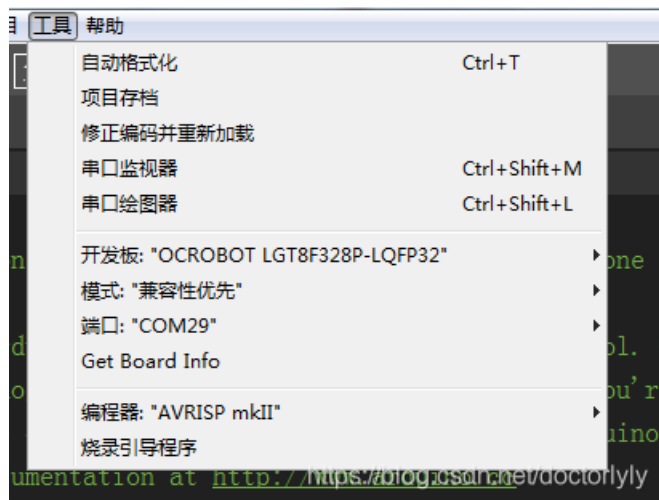 工具 帮助
自动格式化 Ctrl+T
项目存档
修正编码并重新加载
串口监视器 Ctrl+Shift+M
串口绘图器 Ctrl+Shift+L
开发板: "OCROBOT LGT8F328P-LQFP32"
模式: "兼容性优先"
端口: "COM29"
Get Board Info
编程器: "AVRISP mkII"
烧录引导程序
umentation at http://
https://blog.csdn.net/doctorlyly